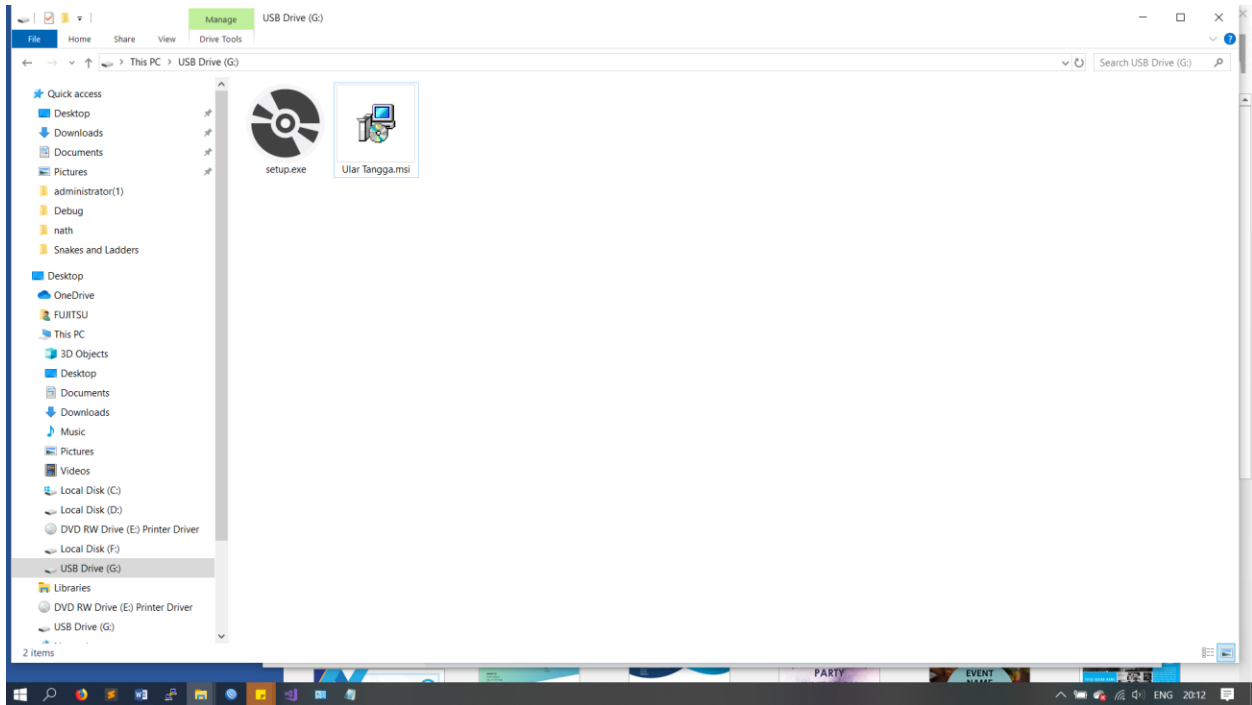 Manage
USB Drive (G:)
File
Home
Share
View
Drive Tools
This PC
USB Drive (G:)
Search USB Drive (G:)
Quick access
Desktop
Downloads
Documents
Pictures
administrator(1)
Debug
nath
Snakes and Ladders
Desktop
OneDrive
FUJITSU
This PC
3D Objects
Desktop
Documents
Downloads
Music
Pictures
Videos
Local Disk (C:)
Local Disk (D:)
DVD RW Drive (E:) Printer Driver
Local Disk (F:)
USB Drive (G:)
Libraries
DVD RW Drive (E:) Printer Driver
USB Drive (G:)
setup.exe
Ular Tangga.msi
2 items
PARTY
EVENT
NAME
ENG
20:12